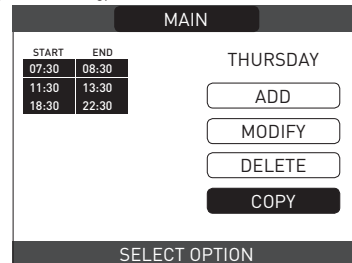 MAIN
START END
07:30 08:30
11:30 13:30
18:30 22:30
THURSDAY
ADD
MODIFY
DELETE
COPY
SELECT OPTION